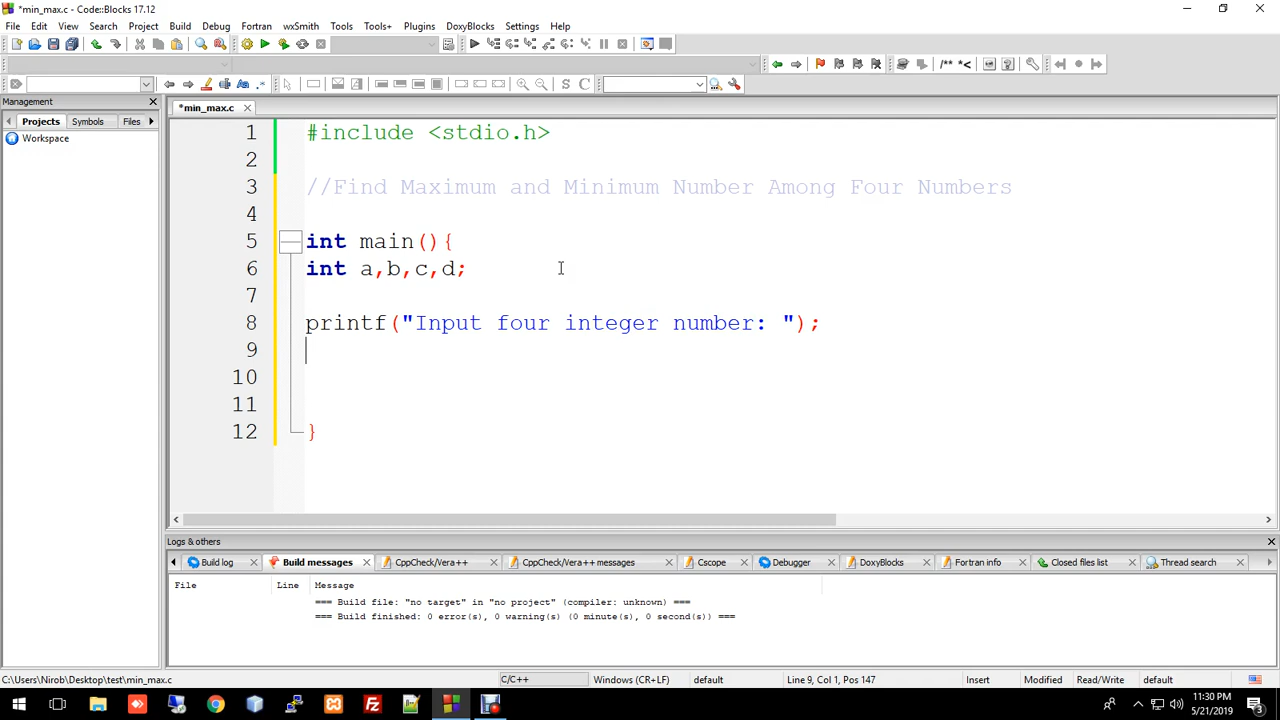 *min_max.c - Code::Blocks 17.12
File Edit View Search Project Build Debug Fortran wxSmith Tools Tools+ Plugins DoxyBlocks Settings Help
/** *<
S C
Management
Projects Symbols Files
Workspace
*min_max.c
1 #include <stdio.h>
2
3 //Find Maximum and Minimum Number Among Four Numbers
4
5 int main(){
6 int a,b,c,d;
7
8 printf("Input four integer number: ");
9
10
11
12 }
Logs & others
Build log Build messages CppCheck/Vera++ CppCheck/Vera++ messages Cscope Debugger DoxyBlocks Fortran info Closed files list Thread search
File Line Message
=== Build file: "no target" in "no project" (compiler: unknown) ===
=== Build finished: 0 error(s), 0 warning(s) (0 minute(s), 0 second(s)) ===
C:\Users\Nirob\Desktop\test\min_max.c C/C++ Windows (CR+LF) default Line 9, Col 1, Pos 147 Insert Modified Read/Write default
11:30 PM
5/21/2019
3